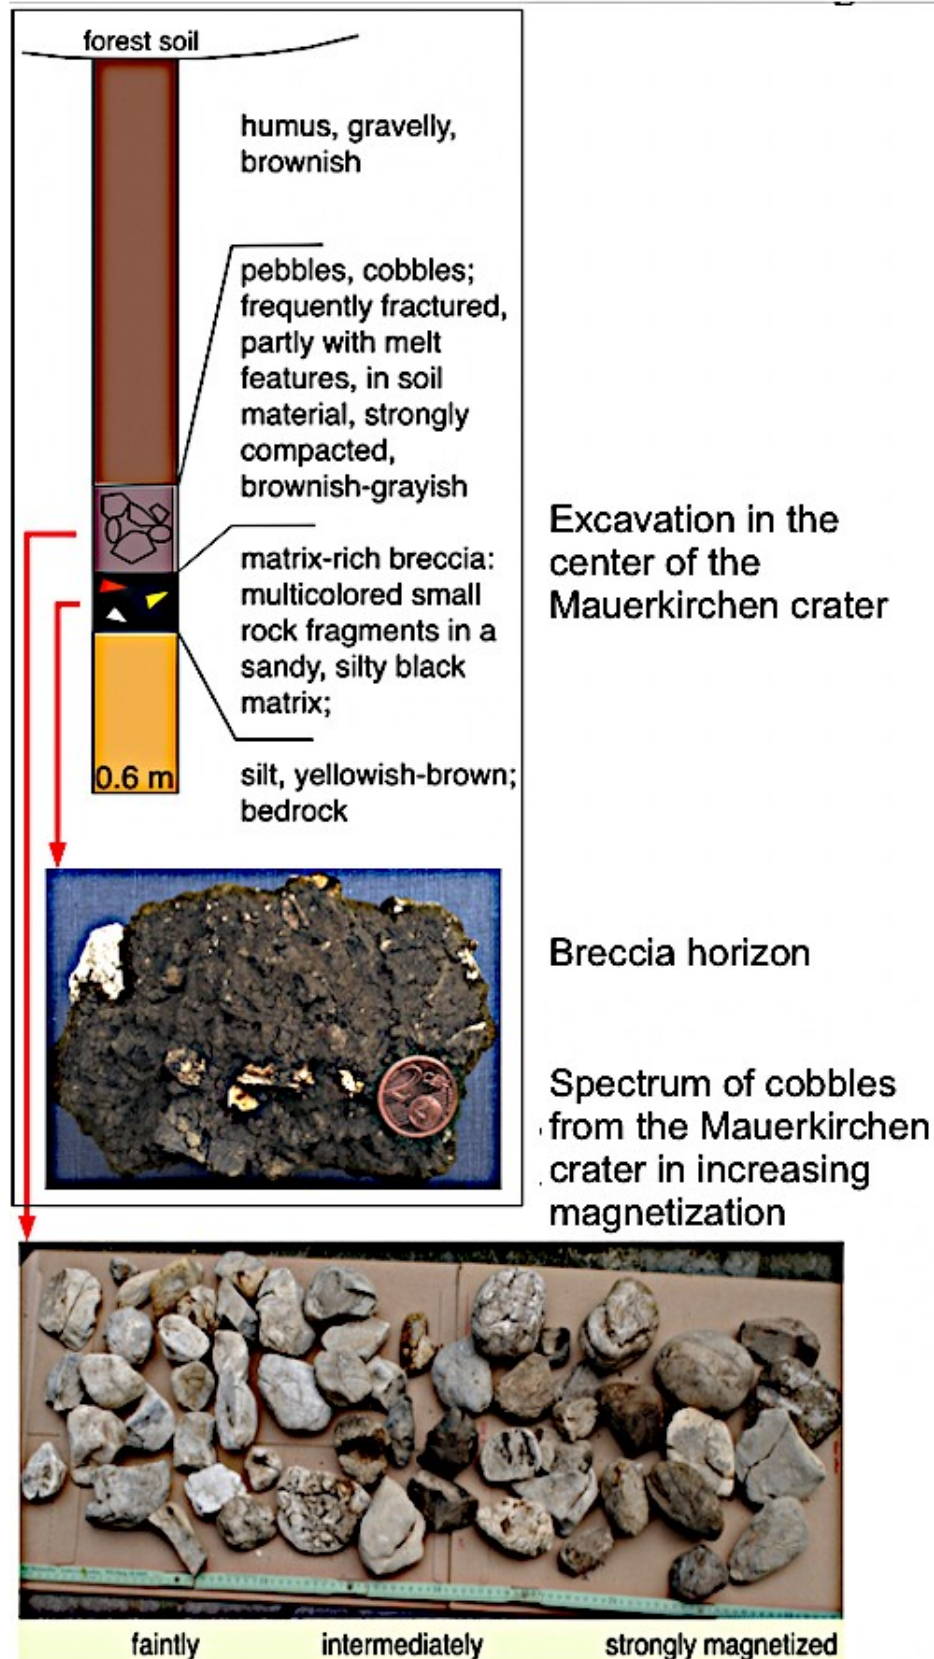 forest soil
humus, gravelly,
brownish
pebbles, cobbles;
frequently fractured,
partly with melt
features, in soil
material, strongly
compacted,
brownish-grayish
matrix-rich breccia:
multicolored small
rock fragments in a
sandy, silty black
matrix;
silt, yellowish-brown;
bedrock
0.6 m
Excavation in the
center of the
Mauerkirchen crater
Breccia horizon
2
Spectrum of cobbles
from the Mauerkirchen
crater in increasing
magnetization
faintly intermediately strongly magnetized